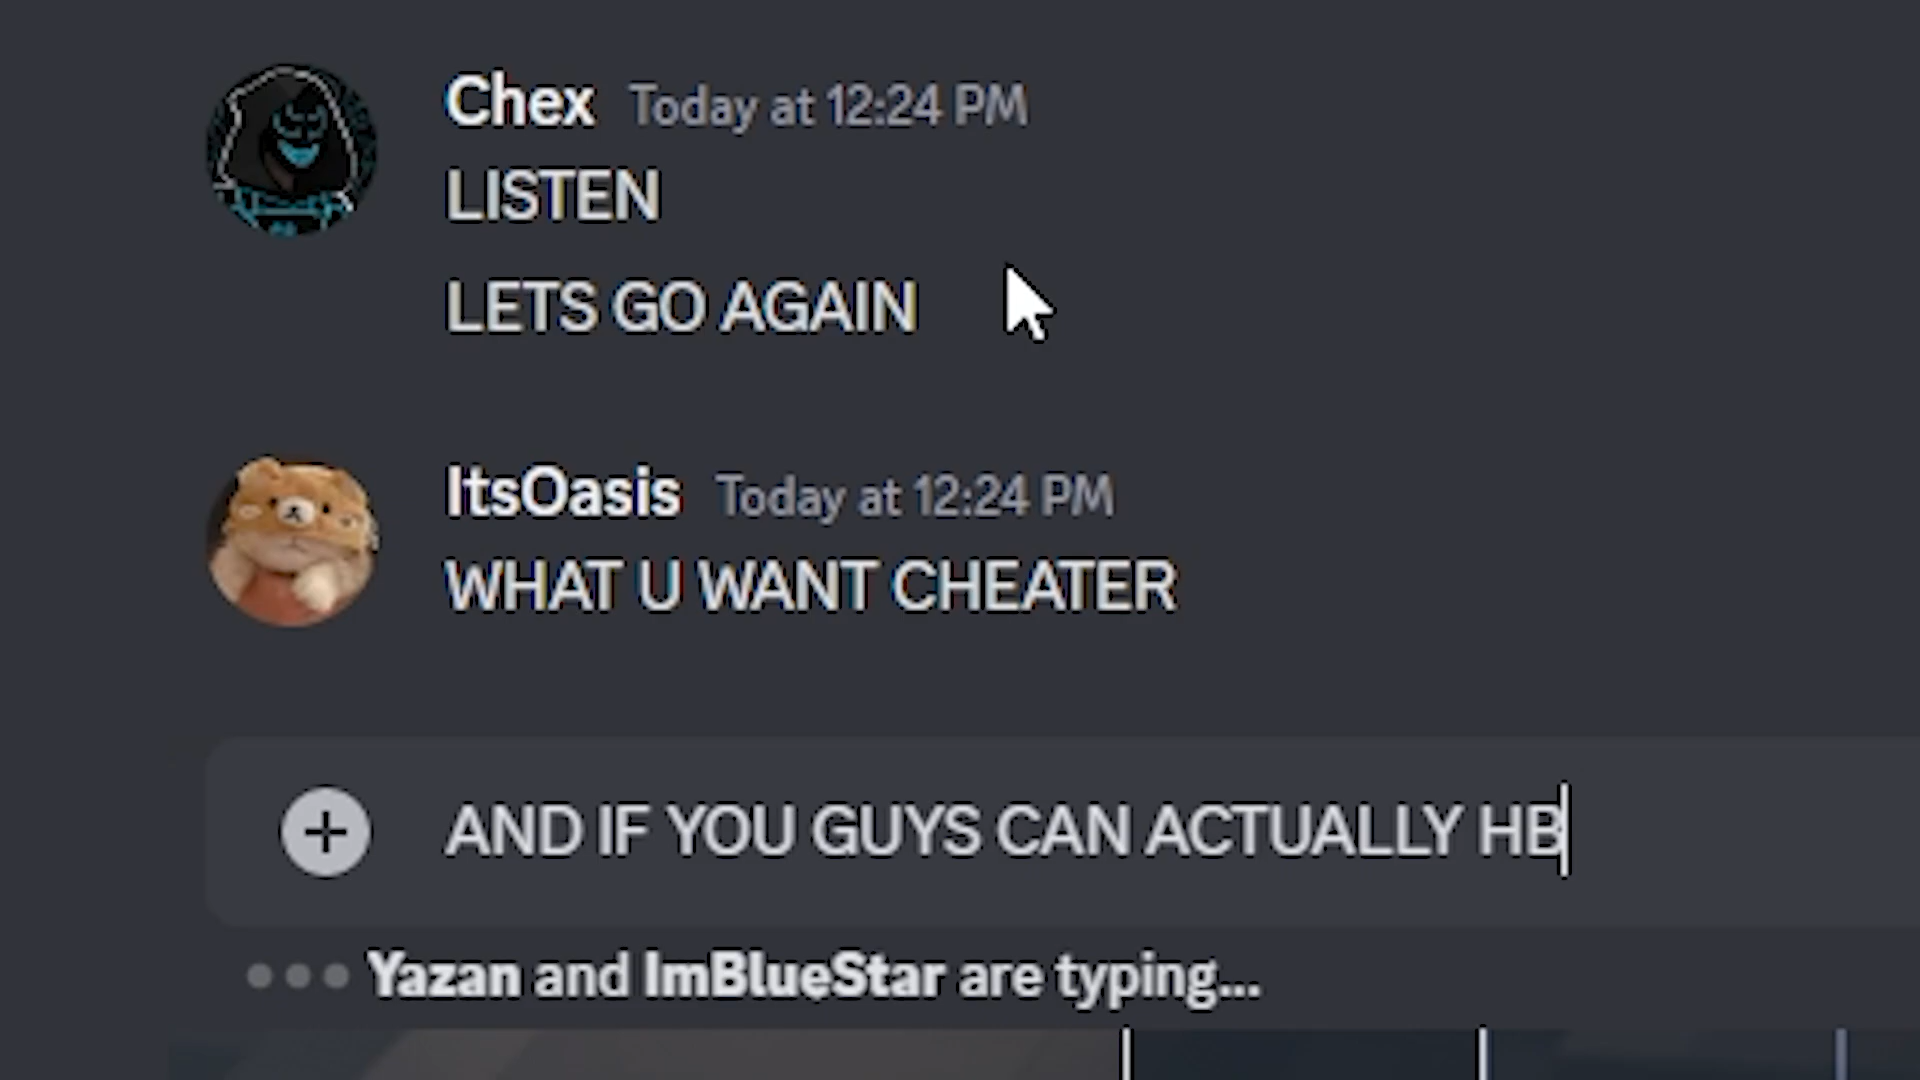 Chex Today at 12:24 PM
LISTEN
LETS GO AGAIN
ItsOasis Today at 12:24 PM
WHAT U WANT CHEATER
AND IF YOU GUYS CAN ACTUALLY HB
Yazan and ImBlueStar are typing...